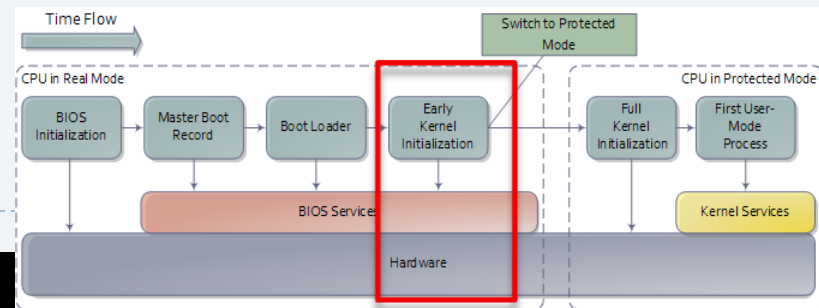 Time Flow
Switch to Protected
Mode
CPU in Real Mode
CPU in Protected Mode
BIOS
Initialization
Master Boot
Record
Boot Loader
Early
Kernel
Initialization
Full
Kernel
Initialization
First User-
Mode
Process
BIOS Services
Kernel Services
Hardware